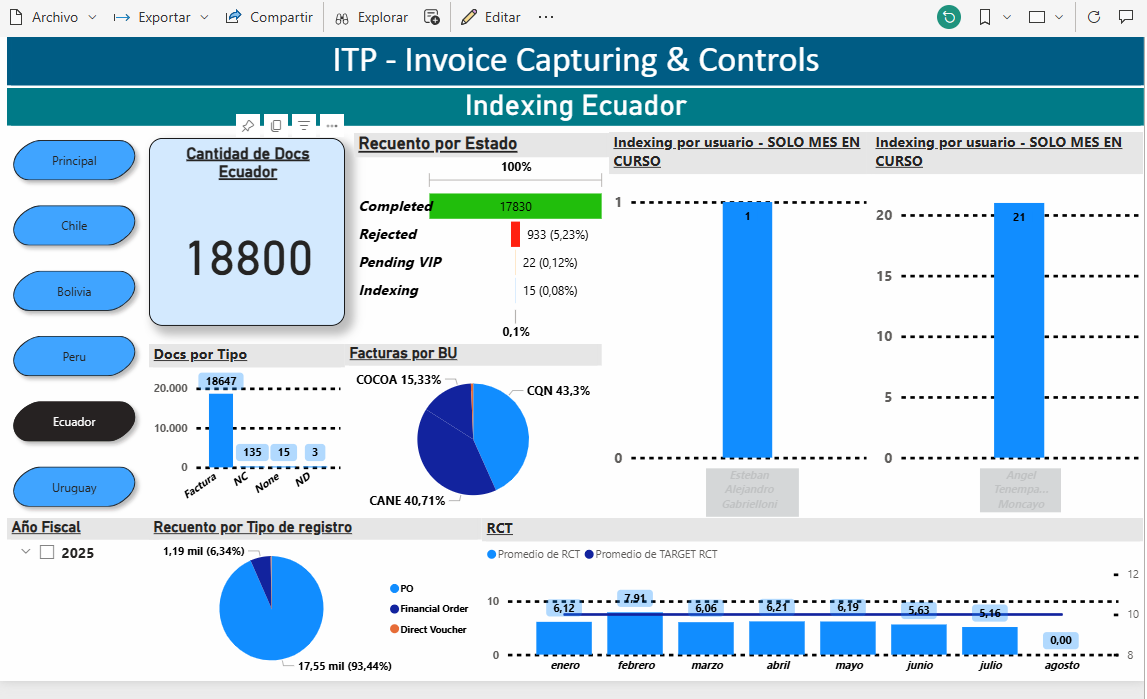 Archivo
Exportar
Compartir
Explorar
Editar
ITP - Invoice Capturing & Controls
Indexing Ecuador
Principal
Chile
Bolivia
Peru
Ecuador
Uruguay
Cantidad de Docs
Ecuador
18800
Recuento por Estado
100%
Completed 17830
Rejected 933 (5,23%)
Pending VIP 22 (0,12%)
Indexing 15 (0,08%)
0,1%
Indexing por usuario - SOLO MES EN
CURSO
1
1
0
Esteban
Alejandro
Gabrielloni
Indexing por usuario - SOLO MES EN
CURSO
20
21
15
10
5
0
Angel
Tenempa...
Moncayo
Docs por Tipo
20.000
18647
10.000
135 15 3
0
Factura NC None ND
Facturas por BU
COCOA 15,33%
CQN 43,3%
CANE 40,71%
Año Fiscal
2025
Recuento por Tipo de registro
1,19 mil (6,34%)
17,55 mil (93,44%)
PO
Financial Order
Direct Voucher
RCT
Promedio de RCT Promedio de TARGET RCT
12
10
8
10
0
6,12 7,91 6,06 6,21 6,19 5,63 5,16 0,00
enero febrero marzo abril mayo junio julio agosto